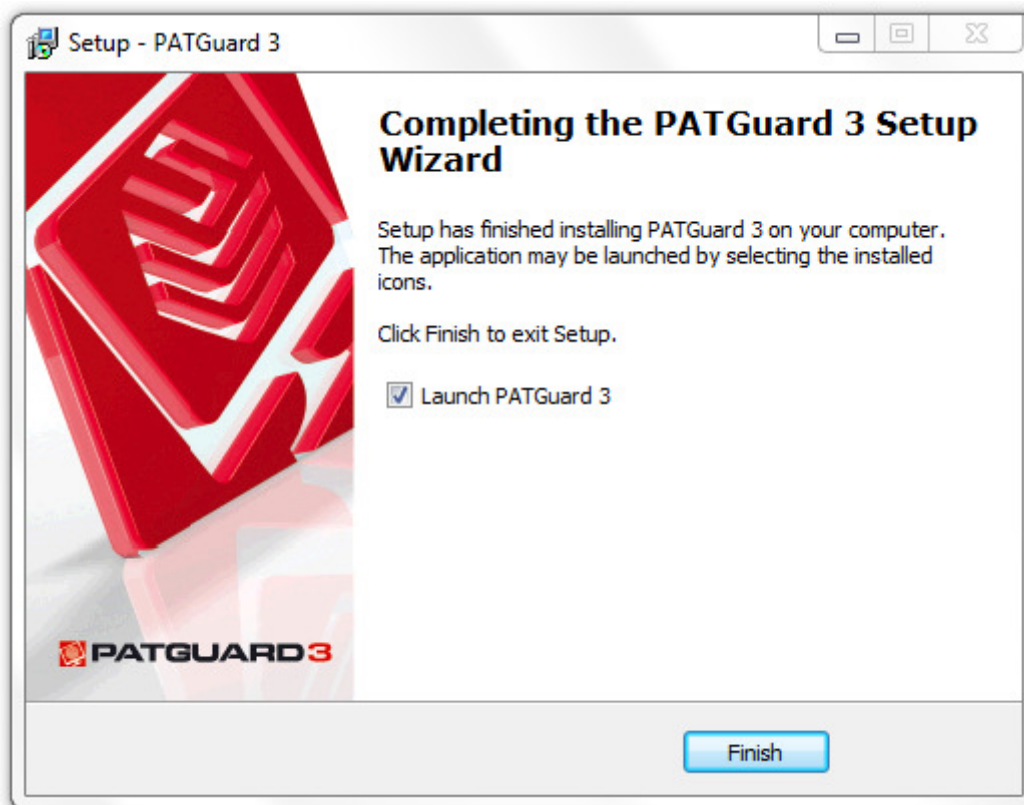 Setup - PATGuard 3
Completing the PATGuard 3 Setup
Wizard
Setup has finished installing PATGuard 3 on your computer.
The application may be launched by selecting the installed
icons.
Click Finish to exit Setup.
Launch PATGuard 3
PATGUARD3
Finish